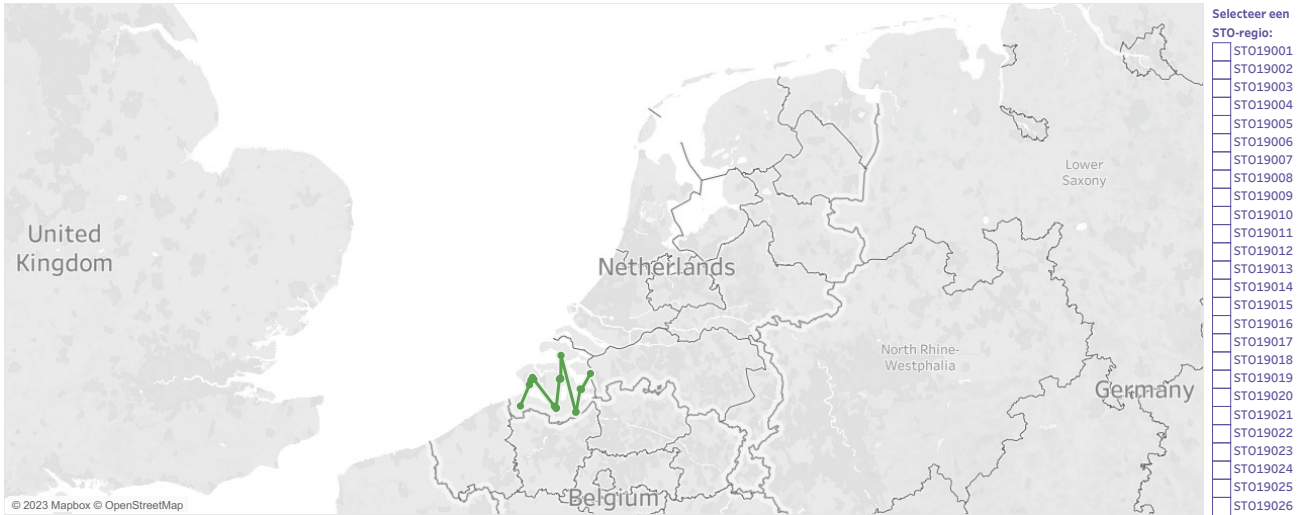 United
Kingdom
Netherlands
Lower
Saxony
North Rhine-
Westphalia
Germany
Belgium
© 2023 Mapbox © OpenStreetMap
Selecteer een
STO-regio:
STO19001
STO19002
STO19003
STO19004
STO19005
STO19006
STO19007
STO19008
STO19009
STO19010
STO19011
STO19012
STO19013
STO19014
STO19015
STO19016
STO19017
STO19018
STO19019
STO19020
STO19021
STO19022
STO19023
STO19024
STO19025
STO19026